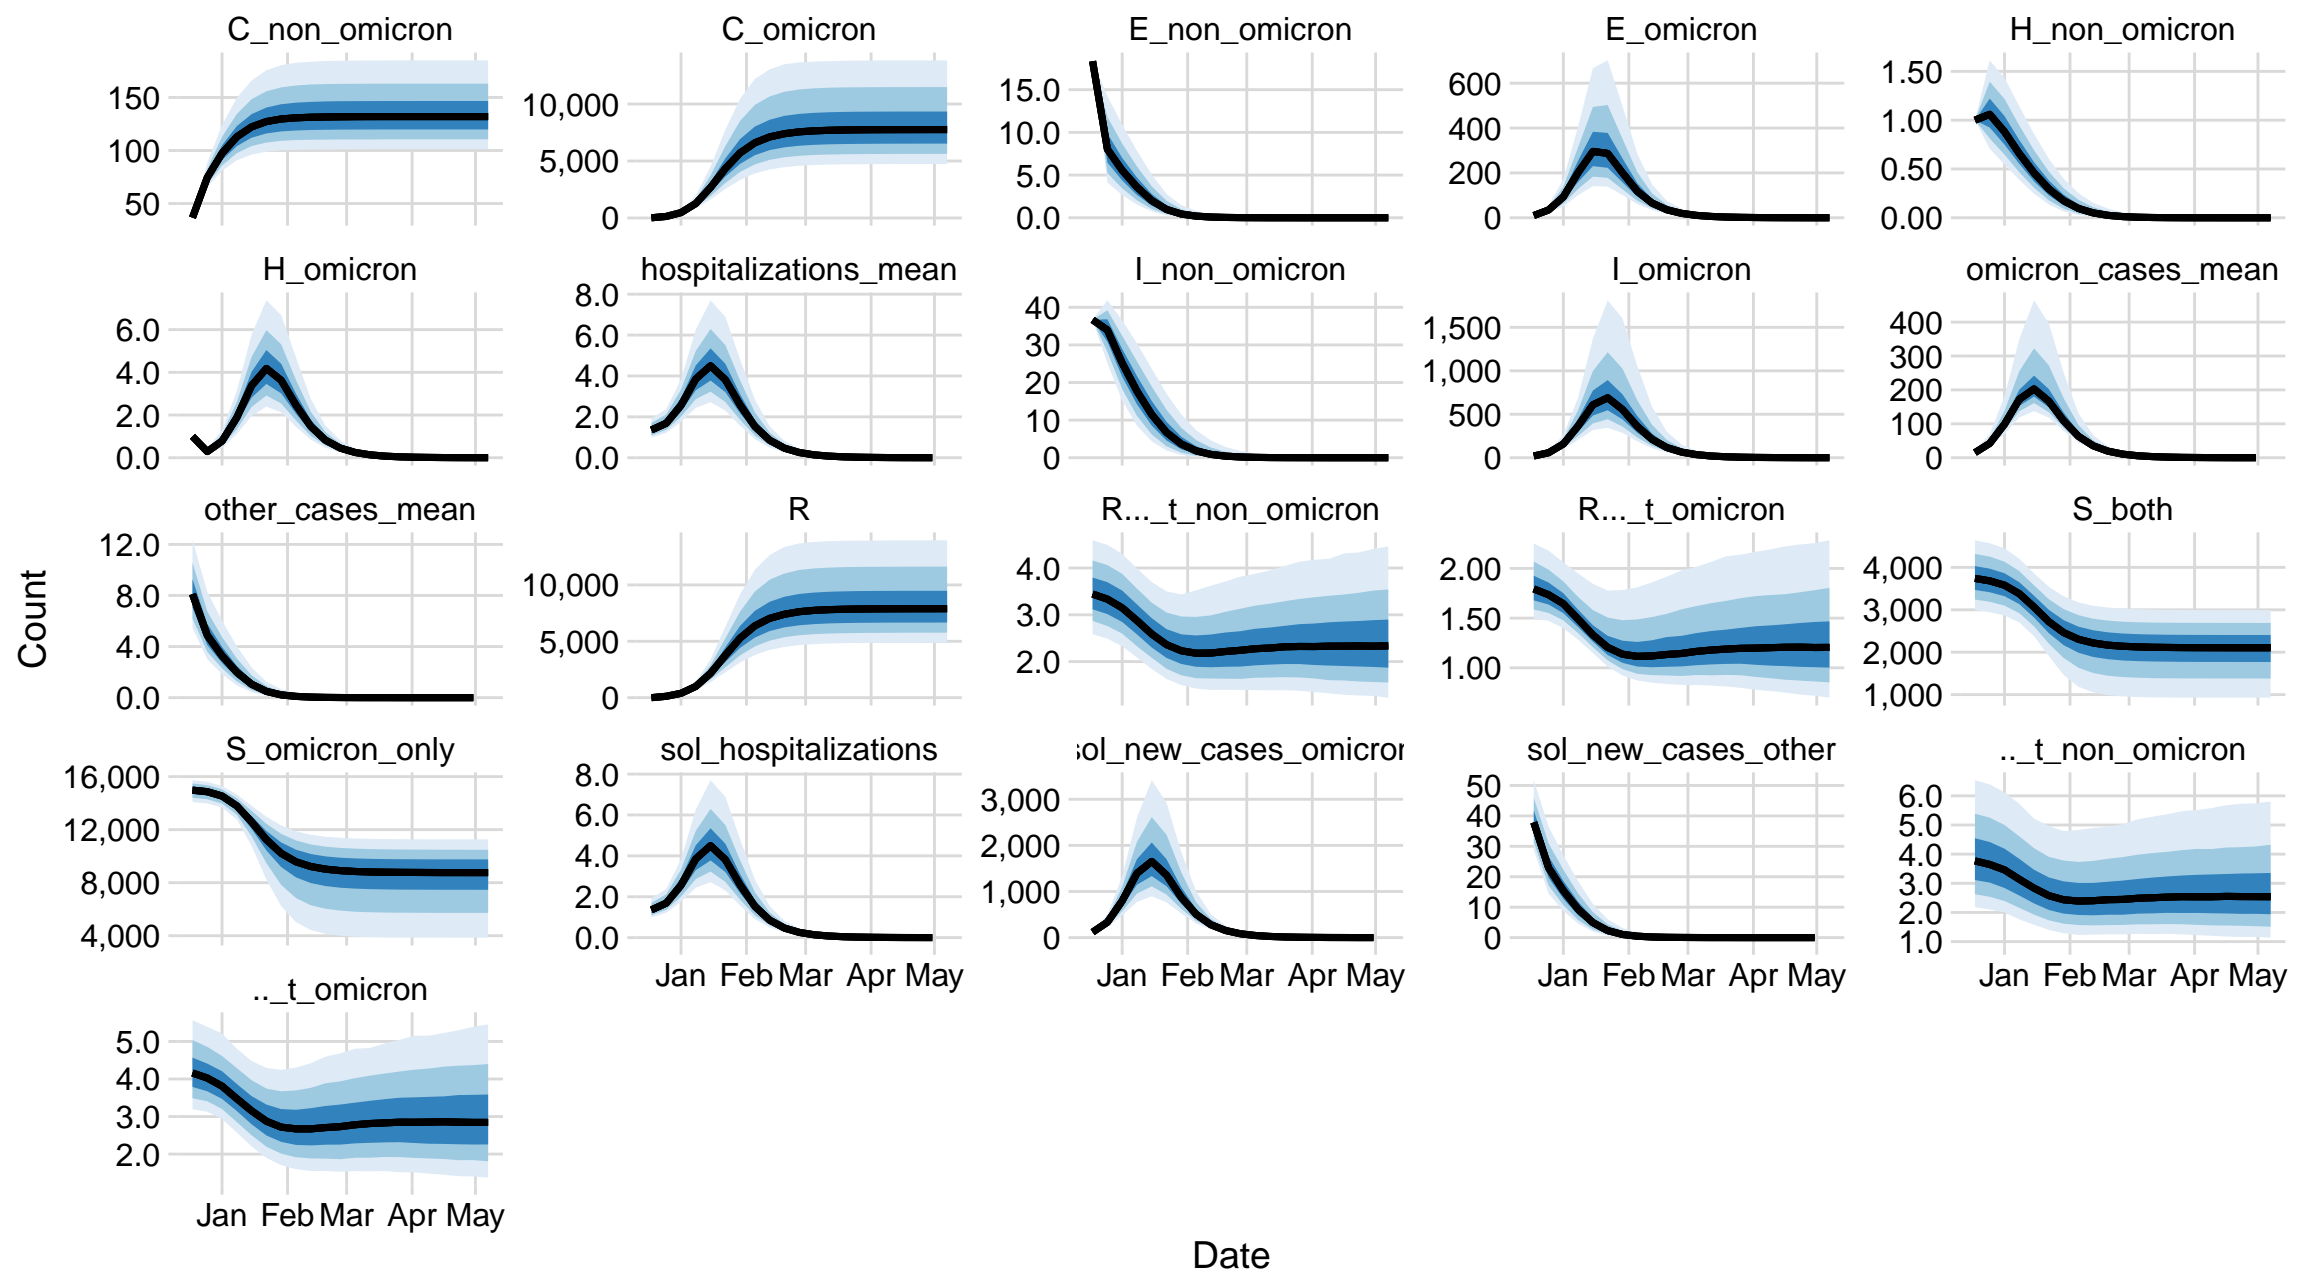 C_non_omicron C_omicron E_non_omicron E_omicron H_non_omicron
150 10,000 15.0 600 1.50
100 5,000 10.0 400 1.00
50 0 5.0 200 0.50
0.0 0 0.00
H_omicron hospitalizations_mean I_non_omicron I_omicron omicron_cases_mean
6.0 8.0 40 1,500 400
4.0 6.0 30 1,000 300
2.0 4.0 20 500 200
0.0 2.0 10 0 100
0.0 0 0
other_cases_mean R R..._t_non_omicron R..._t_omicron S_both
12.0 10,000 4.0 2.00 4,000
8.0 5,000 3.0 1.50 3,000
4.0 0 2.0 1.00 2,000
0.0 1,000
S_omicron_only sol_hospitalizations sol_new_cases_omicron sol_new_cases_other .._t_non_omicron
16,000 8.0 3,000 50 6.0
12,000 6.0 2,000 40 5.0
8,000 4.0 1,000 30 4.0
4,000 2.0 0 20 3.0
0.0 10 2.0
0 1.0
Jan Feb Mar Apr May Jan Feb Mar Apr May Jan Feb Mar Apr May Jan Feb Mar Apr May
.._t_omicron
5.0
4.0
3.0
2.0
Jan Feb Mar Apr May
Count
Date